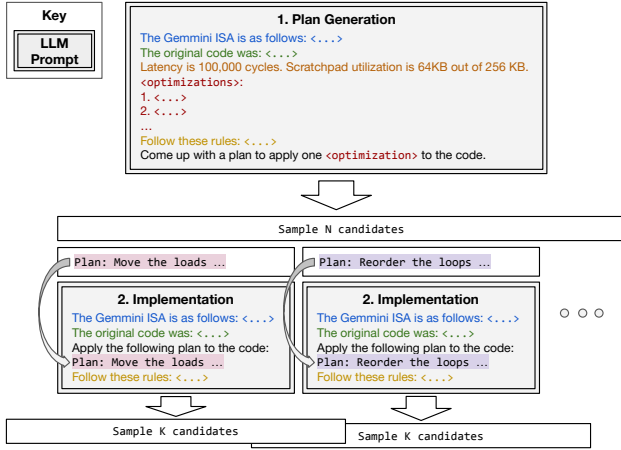 Key
LLM
Prompt
1. Plan Generation
The Gemmini ISA is as follows: <...>
The original code was: <...>
Latency is 100,000 cycles. Scratchpad utilization is 64KB out of 256 KB.
<optimizations>:
1. <...>
2. <...>
...
Follow these rules: <...>
Come up with a plan to apply one <optimization> to the code.
Sample N candidates
Plan: Move the loads ...
2. Implementation
The Gemmini ISA is as follows: <...>
The original code was: <...>
Apply the following plan to the code:
Plan: Move the loads ...
Follow these rules: <...>
Sample K candidates
Plan: Reorder the loops ...
2. Implementation
The Gemmini ISA is as follows: <...>
The original code was: <...>
Apply the following plan to the code:
Plan: Reorder the loops ...
Follow these rules: <...>
Sample K candidates